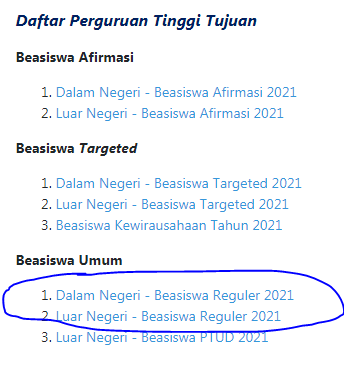 Daftar Perguruan Tinggi Tujuan
Beasiswa Afirmasi
1. Dalam Negeri - Beasiswa Afirmasi 2021
2. Luar Negeri - Beasiswa Afirmasi 2021
Beasiswa Targeted
1. Dalam Negeri - Beasiswa Targeted 2021
2. Luar Negeri - Beasiswa Targeted 2021
3. Beasiswa Kewirausahaan Tahun 2021
Beasiswa Umum
1. Dalam Negeri - Beasiswa Reguler 2021
2. Luar Negeri - Beasiswa Reguler 2021
3. Luar Negeri - Beasiswa PTUD 2021